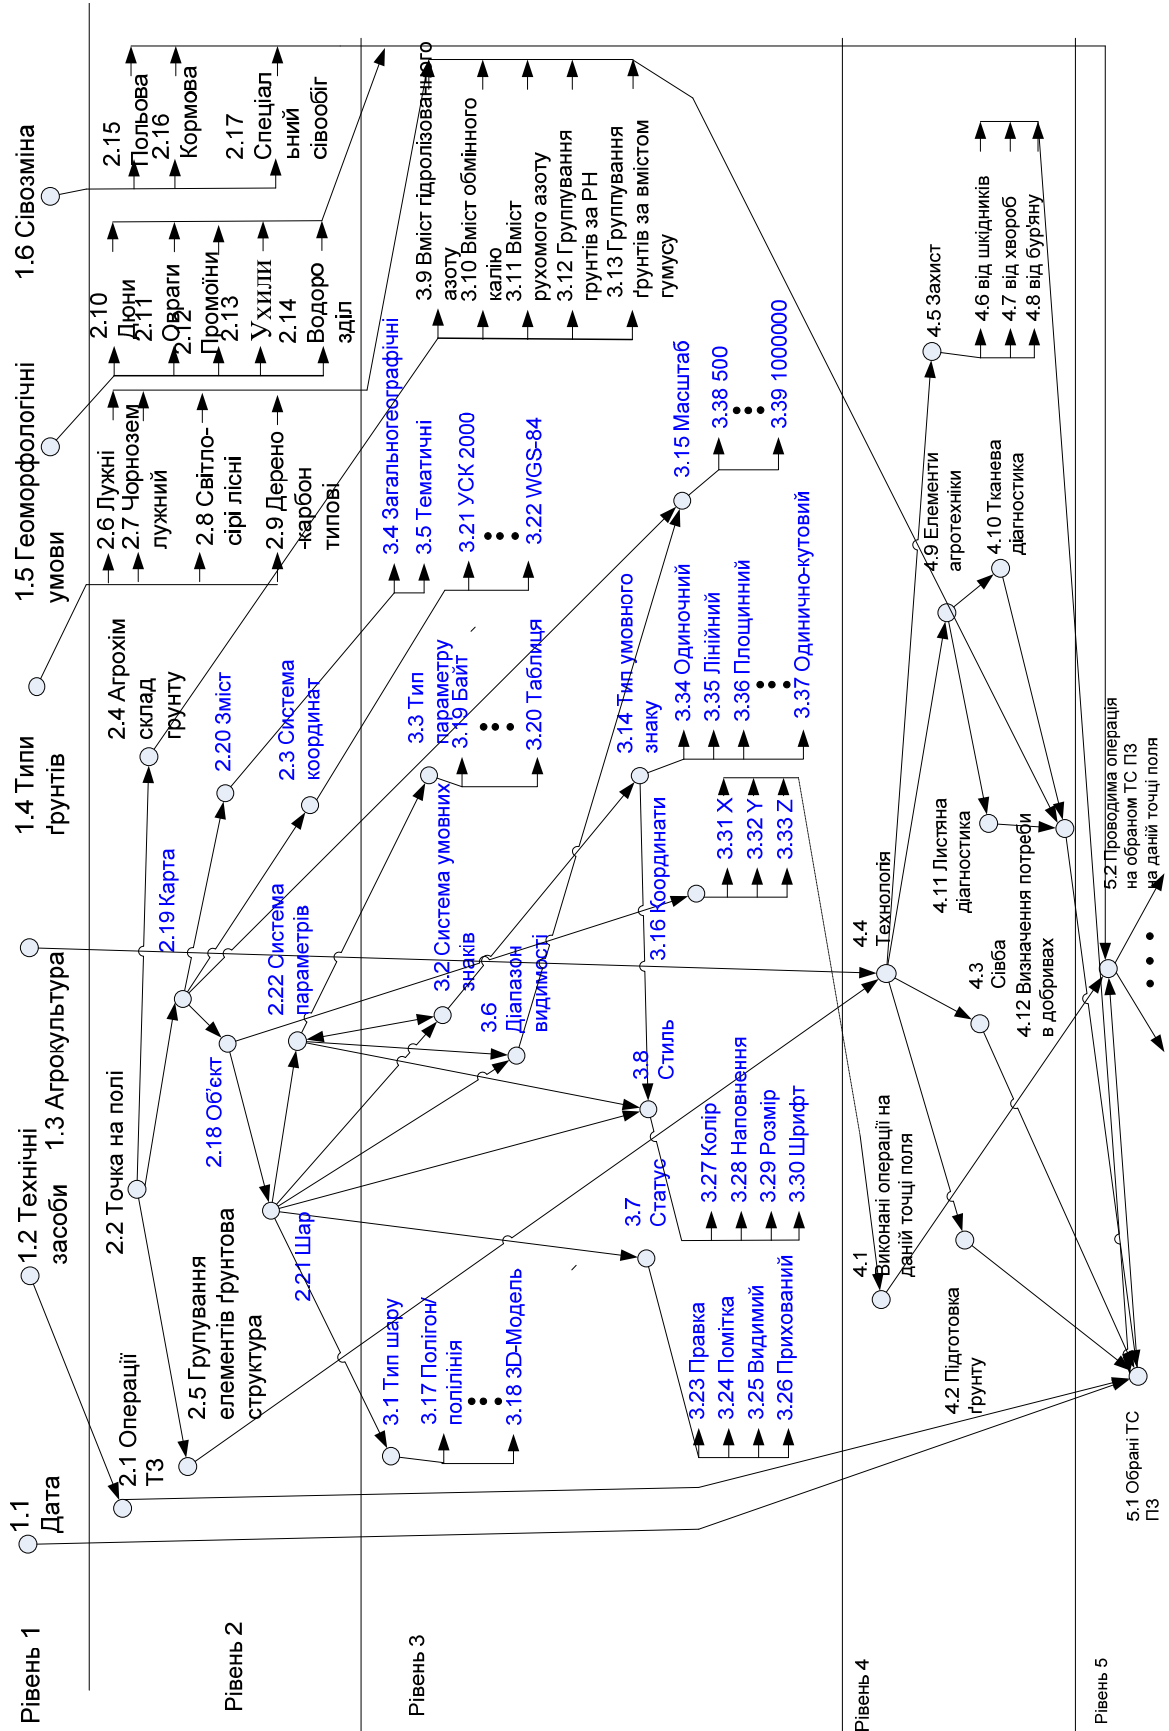 Рівень 1
1.1
Дата
1.2 Технічні
засоби
1.3 Агрокультура
1.4 Типи
ґрунтів
1.5 Геоморфологічні
умови
1.6 Сівозміна
Рівень 2
2.1 Операції
ТЗ
2.2 Точка на полі
2.5 Групування
елементів ґрунтова
структура
2.4 Агрохім
склад
ґрунту
2.19 Карта
2.18 Об'єкт
2.21 Шар
2.22 Система
параметрів
2.20 Зміст
2.3 Система
координат
2.6 Лужні
2.7 Чорнозем
лужний
2.8 Світло-
сірі лісні
2.9 Дерено
-карбон
типові
2.10
Дюни
2.11
Овраги
2.12
Промоїни
2.13
Ухили
2.14
Водоро
зділ
2.15
Польова
2.16
Кормова
2.17
Спеціал
ьний
сівообіг
Рівень 3
3.1 Тип шару
3.17 Полігон/
полілінія
3.18 3D-Модель
3.2 Система умовних
знаків
3.6
Діапазон
видимості
3.3 Тип
параметру
3.19 Байт
3.20 Таблиця
3.4 Загальногеографічні
3.5 Тематичні
3.21 УСК 2000
3.22 WGS-84
3.9 Вміст гідролізованного
азоту
3.10 Вміст обмінного
калію
3.11 Вміст
рухомого азоту
3.12 Группування
ґрунтів за РН
3.13 Группування
ґрунтів за вмістом
гумусу
3.7
Статус
3.23 Правка
3.24 Помітка
3.25 Видимий
3.26 Прихований
3.8
Стиль
3.27 Колір
3.28 Наповнення
3.29 Розмір
3.30 Шрифт
3.16 Координати
3.31 X
3.32 Y
3.33 Z
3.14 Тип умовного
знаку
3.34 Одиночний
3.35 Лінійний
3.36 Площинний
3.37 Одинично-кутовий
3.15 Масштаб
3.38 500
3.39 1000000
Рівень 4
4.1
Виконані операції на
даній точці поля
4.2 Підготовка
ґрунту
4.3
Сівба
4.4
Технологія
4.5 Захист
4.6 від шкідників
4.7 від хвороб
4.8 від бур'яну
4.9 Елементи
агротехніки
4.10 Тканева
діагностика
4.11 Листяна
діагностика
4.12 Визначення потреби
в добривах
Рівень 5
5.1 Обрані ТС
ПЗ
5.2 Проводима операція
на обраном ТС ПЗ
на даній точці поля